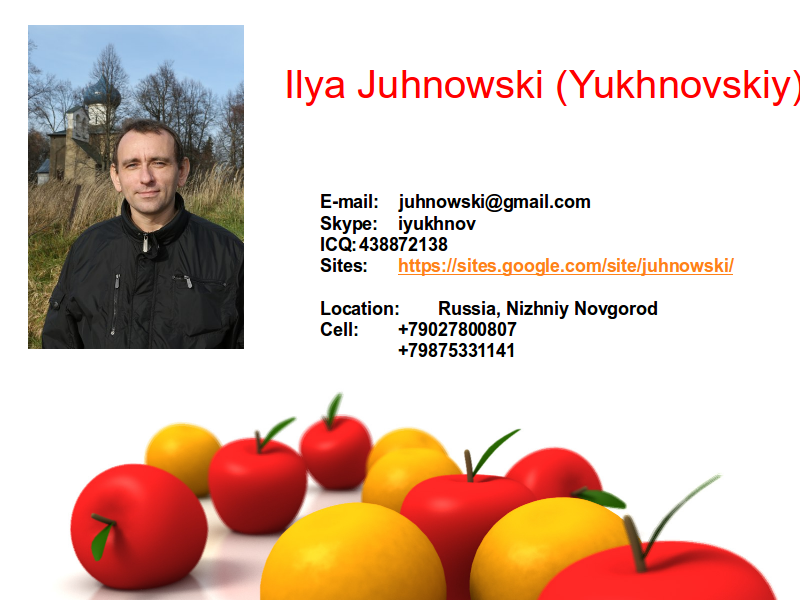 Ilya Juhnowski (Yukhnovskiy)
E-mail: juhnowski@gmail.com
Skype: iyukhnov
ICQ: 438872138
Sites: https://sites.google.com/site/juhnowski/
Location: Russia, Nizhniy Novgorod
Cell: +79027800807
+79875331141